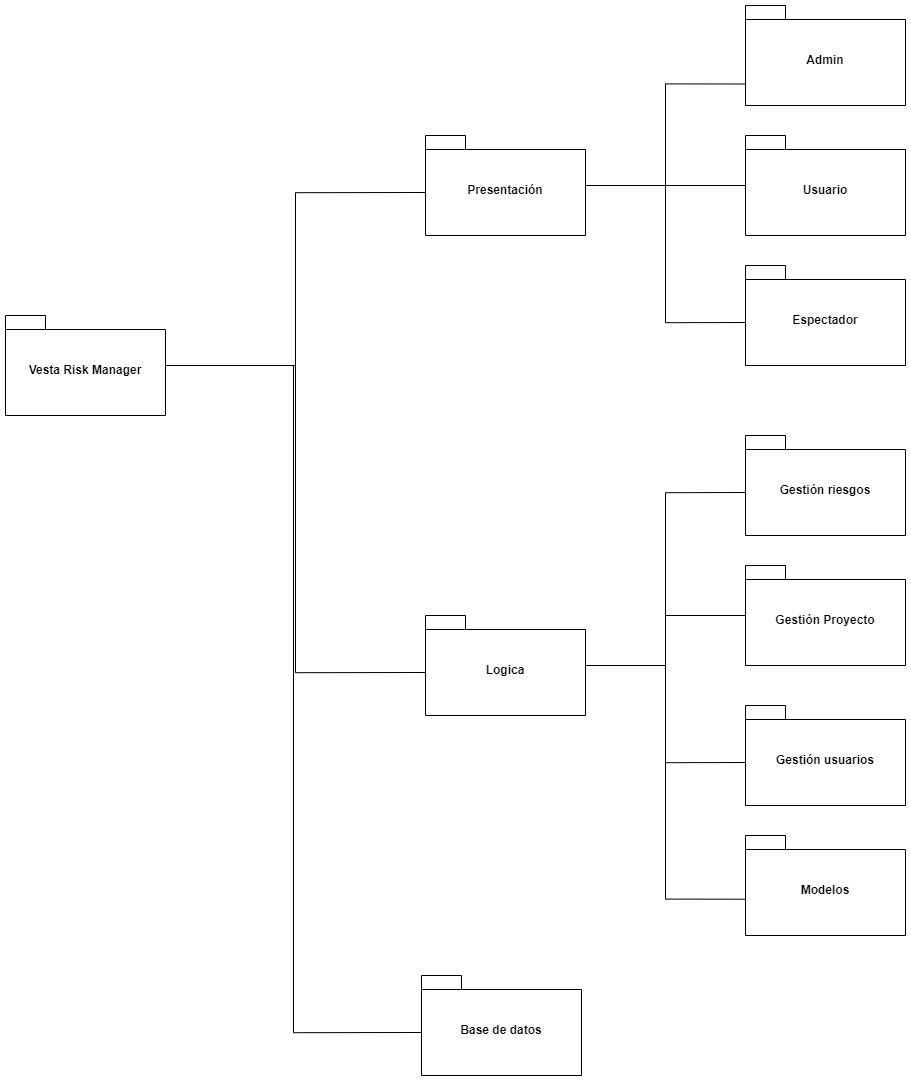 Admin
Presentación
Usuario
Espectador
Vesta Risk Manager
Gestión riesgos
Gestión Proyecto
Logica
Gestión usuarios
Modelos
Base de datos